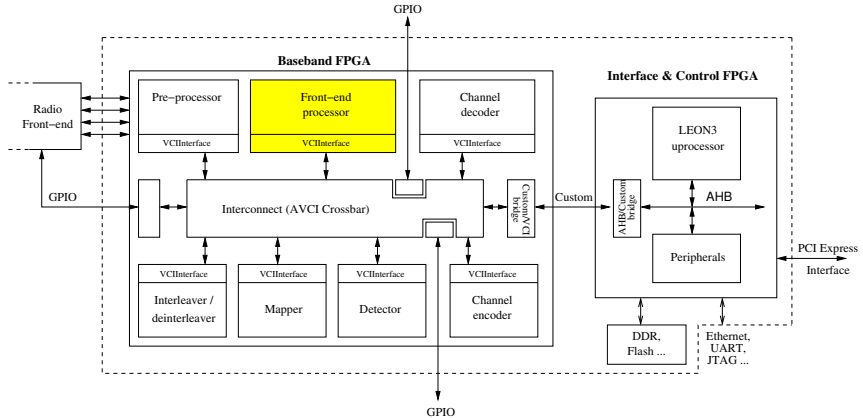 GPIO
Baseband FPGA
Interface & Control FPGA
Radio
Front−end
Pre−processor
VCIInterface
Front−end
processor
VCIInterface
Channel
decoder
VCIInterface
LEON3
uprocessor
GPIO
Interconnect (AVCI Crossbar)
Custom/VCI
bridge
Custom
AHB/Custom
bridge
AHB
Peripherals
PCI Express
Interface
VCIInterface
Interleaver /
deinterleaver
VCIInterface
Mapper
VCIInterface
Detector
VCIInterface
Channel
encoder
DDR,
Flash ...
Ethernet,
UART,
JTAG ...
GPIO